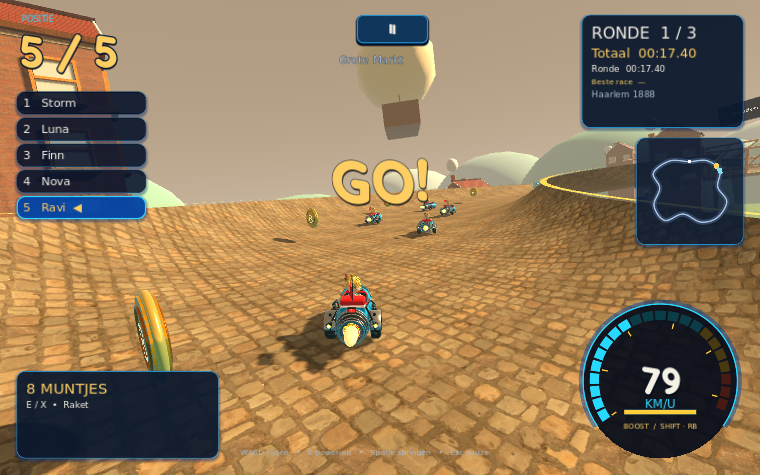 POSITIE
5 / 5
1 Storm
2 Luna
3 Finn
4 Nova
5 Ravi ◀
Grote Markt
GO!
RONDE 1 / 3
Totaal 00:17.40
Ronde 00:17.40
Beste race —
Haarlem 1888
8 MUNTJES
E / X • Raket
79
KM/U
BOOST / SHIFT · RB